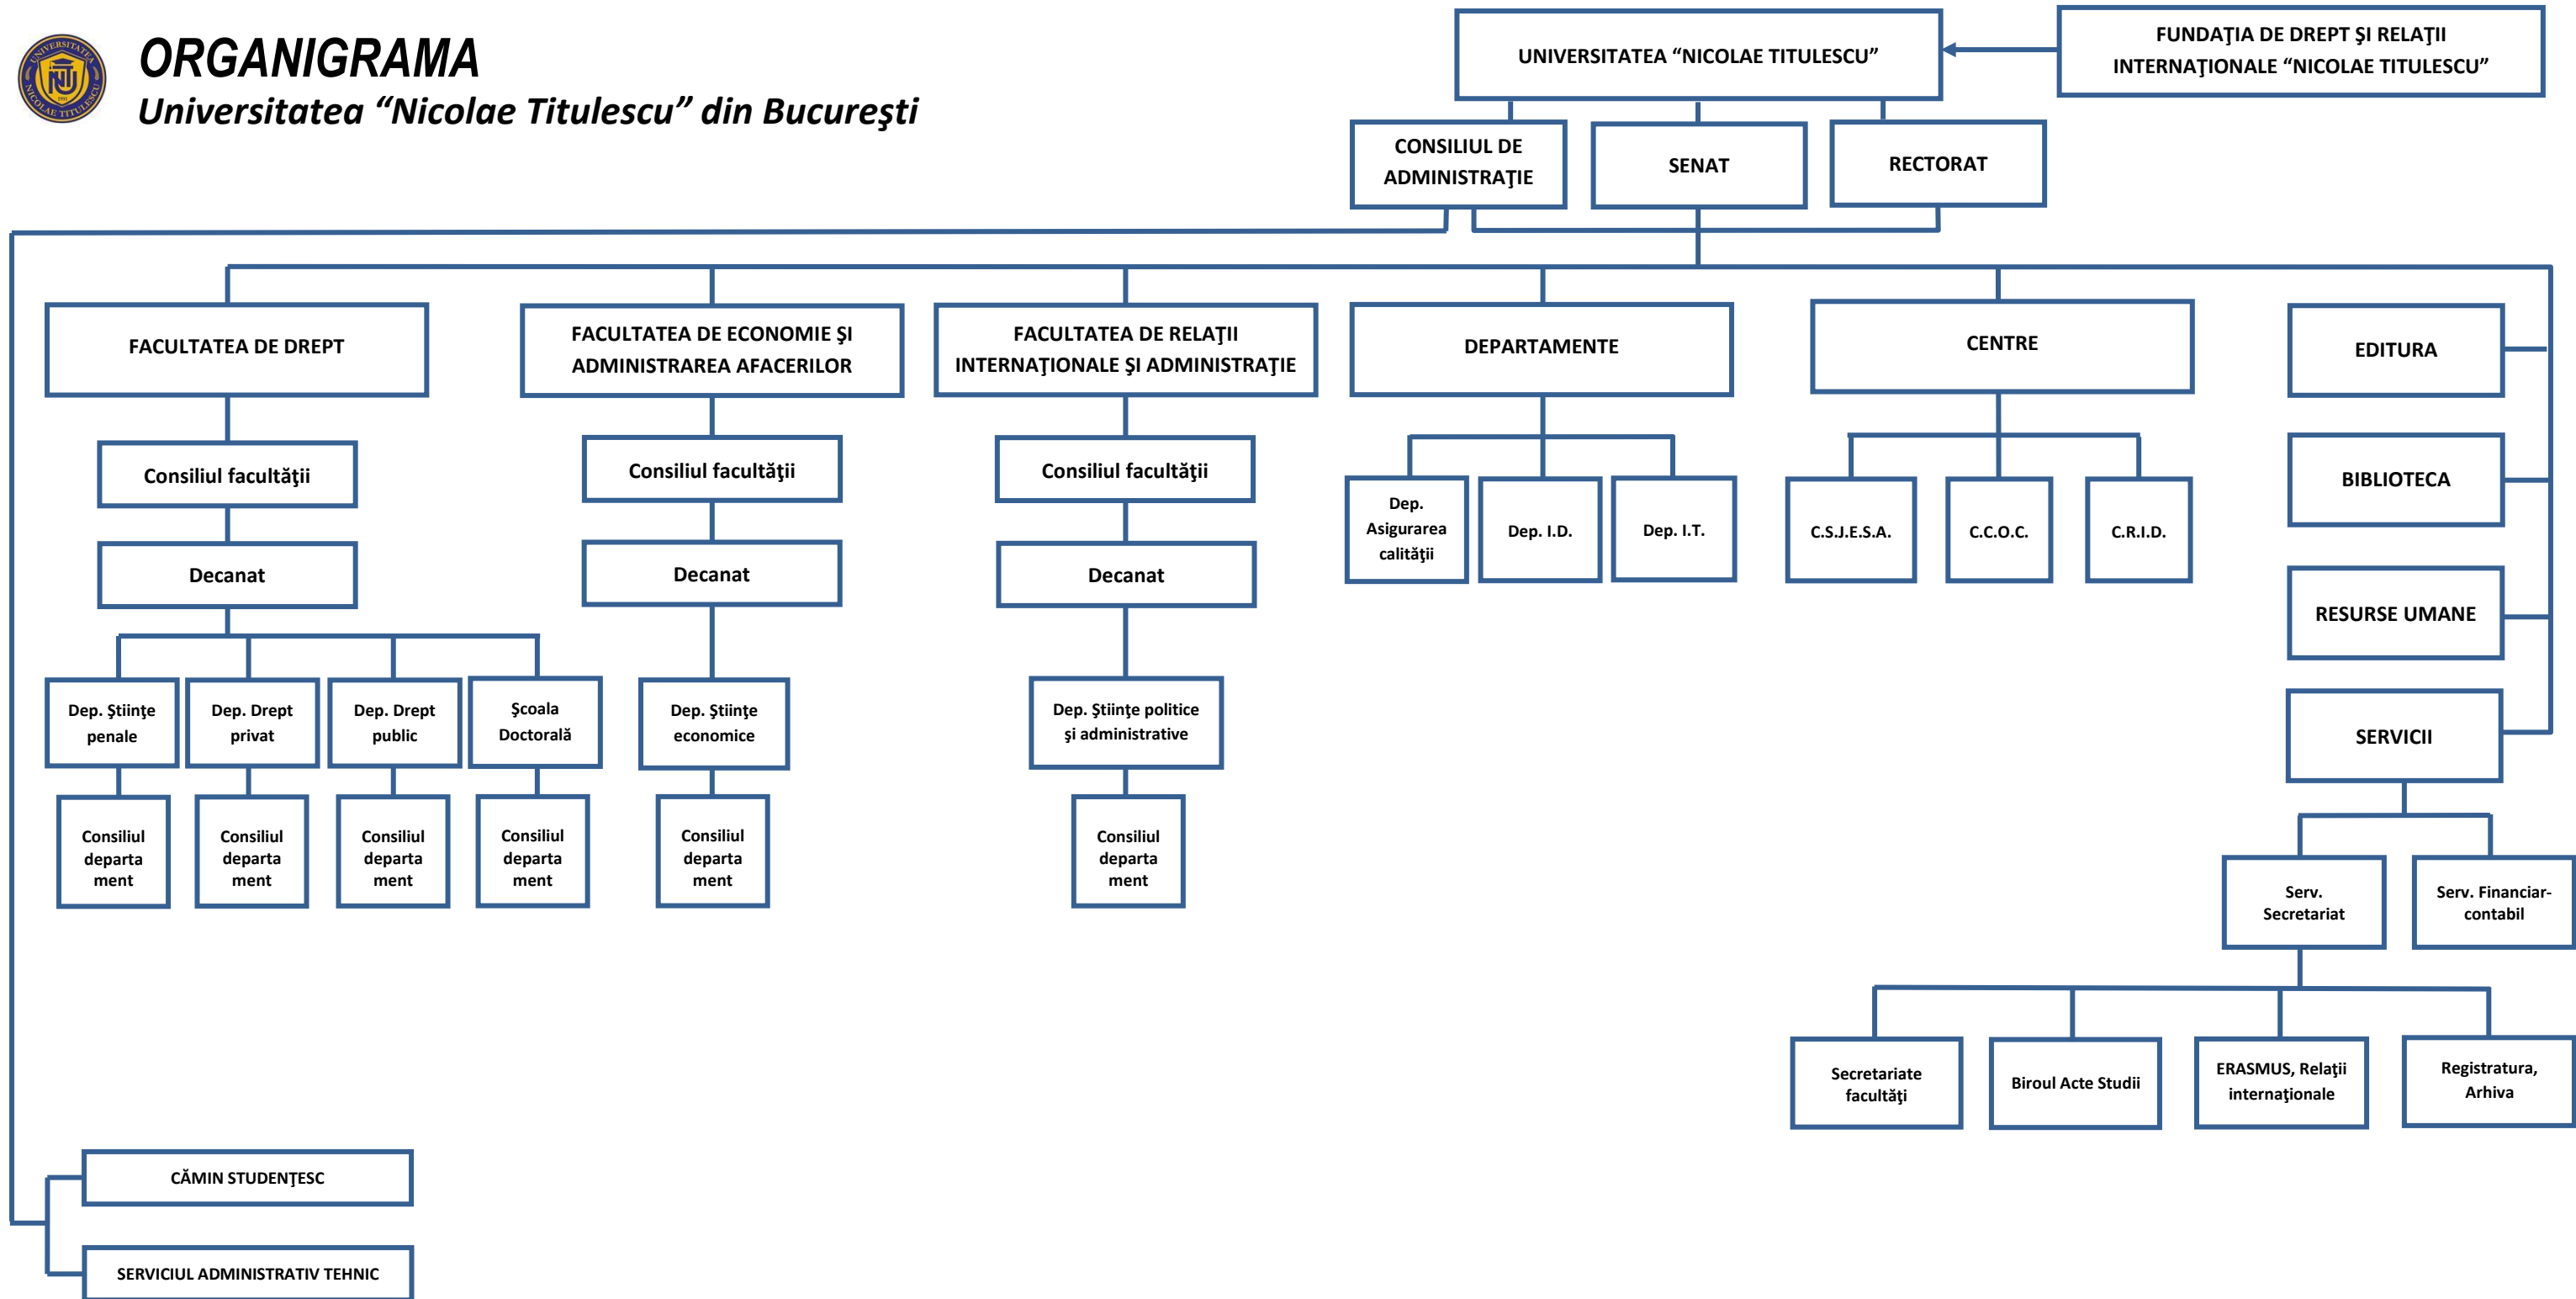 UNIVERSITATEA
NICOLAE TITULESCU
1991
ORGANIGRAMA
Universitatea “Nicolae Titulescu” din Bucureşti
UNIVERSITATEA “NICOLAE TITULESCU”
FUNDAŢIA DE DREPT ŞI RELAŢII
INTERNAŢIONALE “NICOLAE TITULESCU”
CONSILIUL DE
ADMINISTRAŢIE
SENAT
RECTORAT
FACULTATEA DE DREPT
FACULTATEA DE ECONOMIE ŞI
ADMINISTRAREA AFACERILOR
FACULTATEA DE RELAŢII
INTERNAŢIONALE ŞI ADMINISTRAŢIE
DEPARTAMENTE
CENTRE
EDITURA
BIBLIOTECA
RESURSE UMANE
SERVICII
Consiliul facultăţii
Consiliul facultăţii
Consiliul facultăţii
Dep.
Asigurarea
calităţii
Dep. I.D.
Dep. I.T.
C.S.J.E.S.A.
C.C.O.C.
C.R.I.D.
Decanat
Decanat
Decanat
Dep. Ştiinţe
penale
Dep. Drept
privat
Dep. Drept
public
Şcoala
Doctorală
Dep. Ştiinţe
economice
Dep. Ştiinţe politice
şi administrative
Consiliul
departa
ment
Consiliul
departa
ment
Consiliul
departa
ment
Consiliul
departa
ment
Consiliul
departa
ment
Consiliul
departa
ment
Serv.
Secretariat
Serv. Financiar-
contabil
Secretariate
facultăţi
Biroul Acte Studii
ERASMUS, Relaţii
internaţionale
Registratura,
Arhiva
CĂMIN STUDENŢESC
SERVICIUL ADMINISTRATIV TEHNIC